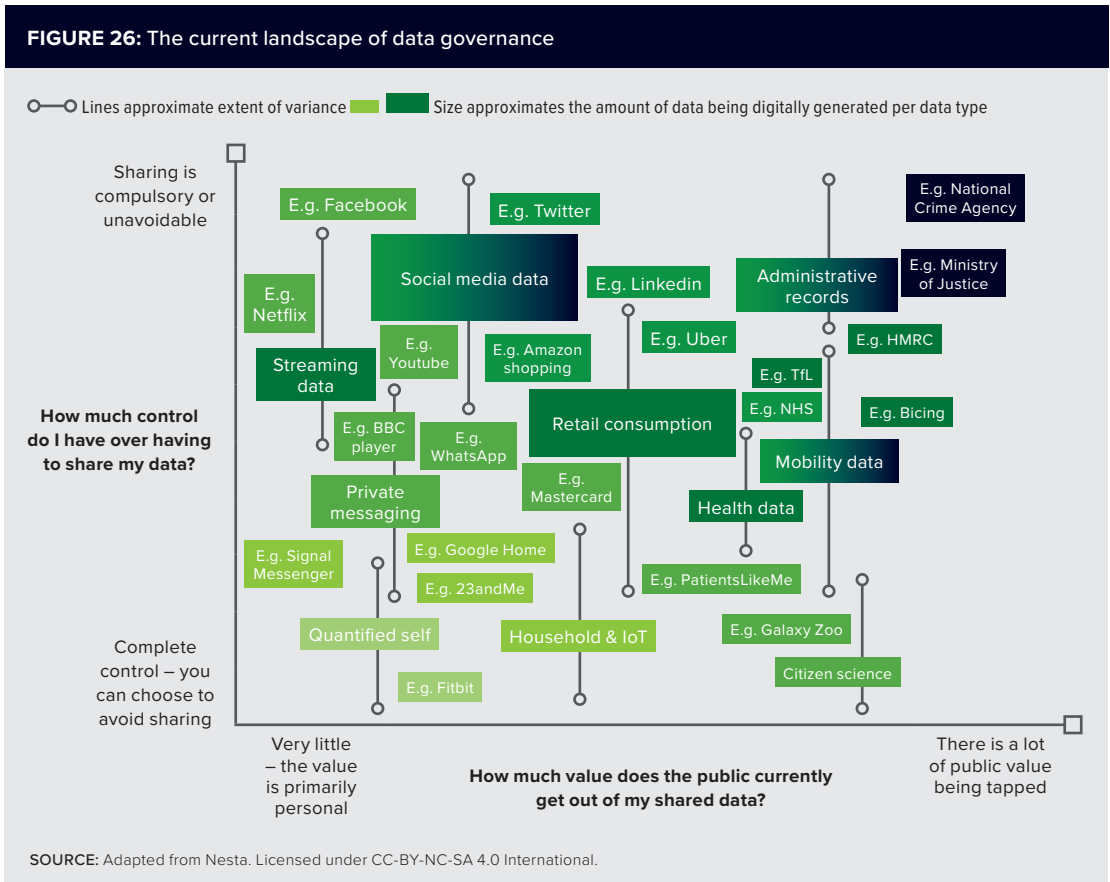 FIGURE 26: The current landscape of data governance
Lines approximate extent of variance
Size approximates the amount of data being digitally generated per data type
Sharing is
compulsory or
unavoidable
How much control
do I have over having
to share my data?
Complete
control – you
can choose to
avoid sharing
E.g. Facebook
E.g. Twitter
E.g. National
Crime Agency
Social media data
E.g. Linkedin
Administrative
records
E.g. Ministry
of Justice
E.g.
Netflix
E.g. Uber
E.g. HMRC
Streaming
data
E.g.
Youtube
E.g. Amazon
shopping
E.g. TfL
E.g. NHS
E.g. Bicing
E.g. BBC
player
E.g.
WhatsApp
Retail consumption
Mobility data
Private
messaging
E.g.
Mastercard
Health data
E.g. Signal
Messenger
E.g. Google Home
E.g. 23andMe
E.g. PatientsLikeMe
Quantified self
Household & IoT
E.g. Galaxy Zoo
E.g. Fitbit
Citizen science
Very little
– the value
is primarily
personal
How much value does the public currently
get out of my shared data?
There is a lot
of public value
being tapped
SOURCE: Adapted from Nesta. Licensed under CC-BY-NC-SA 4.0 International.